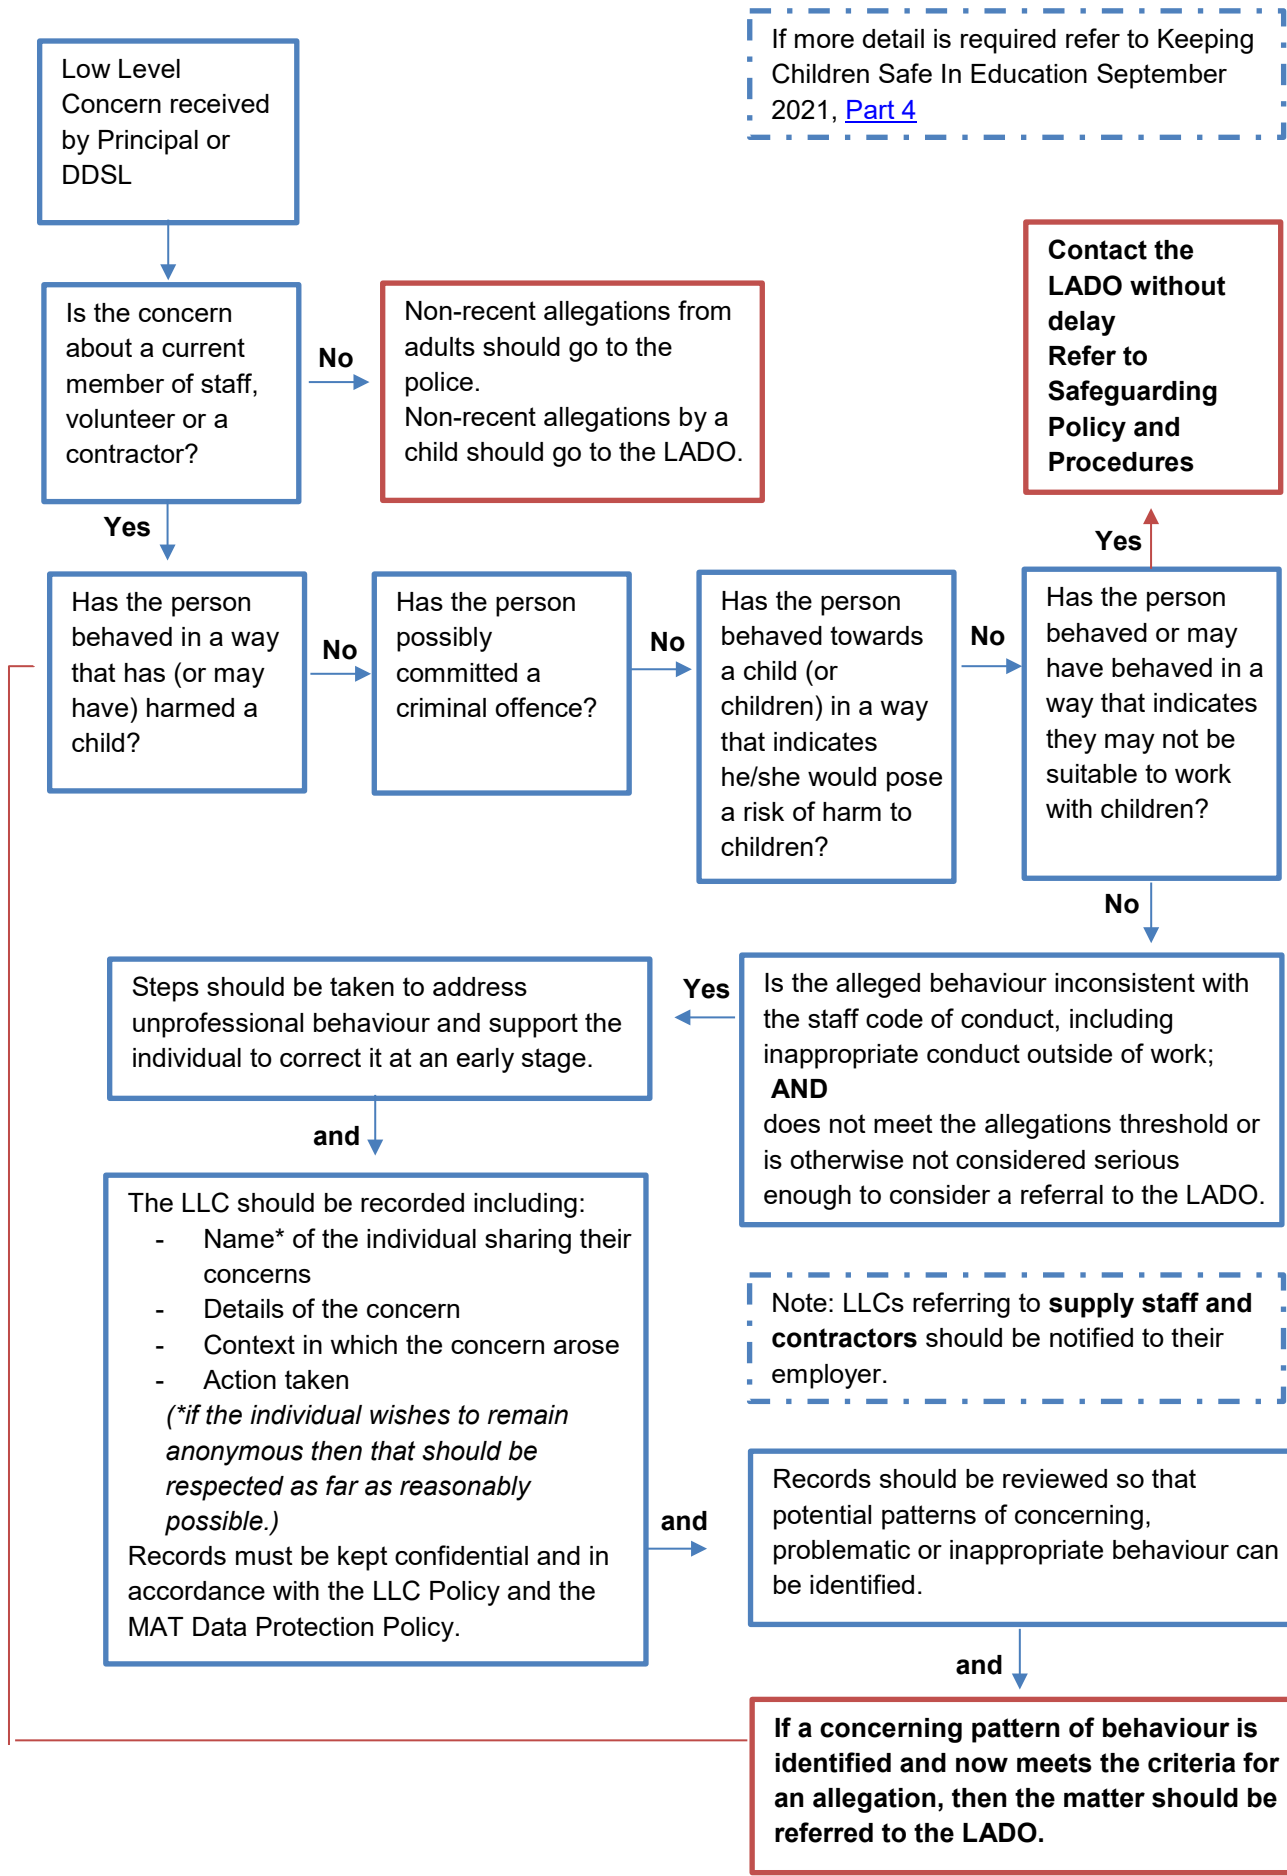 If more detail is required refer to Keeping
Children Safe In Education September
2021, Part 4
Low Level
Concern received
by Principal or
DDSL
Contact the
LADO without
delay
Refer to
Safeguarding
Policy and
Procedures
Is the concern
about a current
member of staff,
volunteer or a
contractor?
No
Non-recent allegations from
adults should go to the
police.
Non-recent allegations by a
child should go to the LADO.
Yes
Yes
Has the person
behaved in a way
that has (or may
have) harmed a
child?
No
Has the person
possibly
committed a
criminal offence?
No
Has the person
behaved towards
a child (or
children) in a way
that indicates
he/she would pose
a risk of harm to
children?
No
Has the person
behaved or may
have behaved in a
way that indicates
they may not be
suitable to work
with children?
No
Is the alleged behaviour inconsistent with
the staff code of conduct, including
inappropriate conduct outside of work;
AND
does not meet the allegations threshold or
is otherwise not considered serious
enough to consider a referral to the LADO.
Yes
Steps should be taken to address
unprofessional behaviour and support the
individual to correct it at an early stage.
and
The LLC should be recorded including:
- Name* of the individual sharing their
concerns
- Details of the concern
- Context in which the concern arose
- Action taken
(*if the individual wishes to remain
anonymous then that should be
respected as far as reasonably
possible.)
Records must be kept confidential and in
accordance with the LLC Policy and the
MAT Data Protection Policy.
Note: LLCs referring to supply staff and
contractors should be notified to their
employer.
and
Records should be reviewed so that
potential patterns of concerning,
problematic or inappropriate behaviour can
be identified.
and
If a concerning pattern of behaviour is
identified and now meets the criteria for
an allegation, then the matter should be
referred to the LADO.